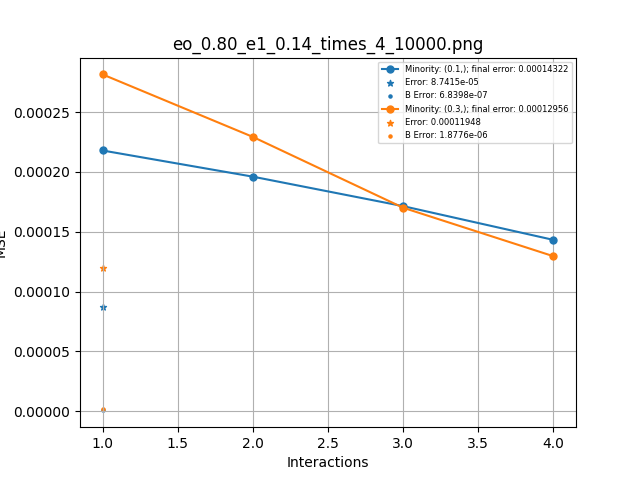 eo_0.80_e1_0.14_times_4_10000.png
Minority: (0.1,); final error: 0.00014322
Error: 8.7415e-05
B Error: 6.8398e-07
Minority: (0.3,); final error: 0.00012956
Error: 0.00011948
B Error: 1.8776e-06
0.00025
0.00020
0.00015
0.00010
0.00005
0.00000
MSE
1.0 1.5 2.0 2.5 3.0 3.5 4.0
Interactions